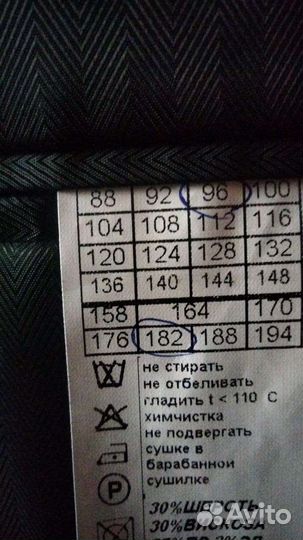 88 92 96 100
104 108 112 116
120 124 128 132
136 140 144 148
158 164 170
176 182 188 194
не стирать
не отбеливать
гладить t < 110 C
химчистка
не подвергать
сушке в
барабанной
сушилке
P
30%ШЕРСТЬ
30%ВИСКОЗА
Avito